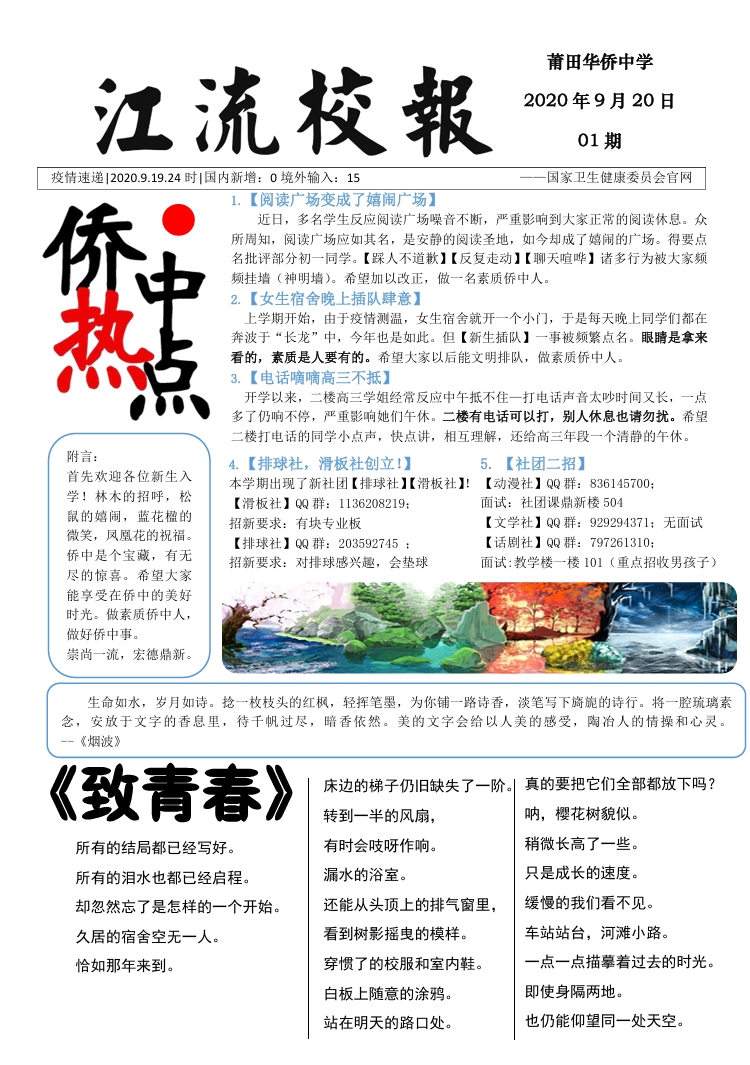 江流校報
莆田华侨中学
2020 年 9 月 20 日
01 期
疫情速递|2020.9.19.24 时|国内新增：0 境外输入：15 ——国家卫生健康委员会官网
侨中热点
1.【阅读广场变成了嬉闹广场】
近日，多名学生反应阅读广场噪音不断，严重影响到大家正常的阅读休息。众
所周知，阅读广场应如其名，是安静的阅读圣地，如今却成了嬉闹的广场。得要点
名批评部分初一同学。【踩人不道歉】【反复走动】【聊天喧哗】诸多行为被大家频
频挂墙（神明墙）。希望加以改正，做一名素质侨中人。
2.【女生宿舍晚上插队肆意】
上学期开始，由于疫情测温，女生宿舍就开一个小门，于是每天晚上同学们都在
奔波于“长龙”中，今年也是如此。但【新生插队】一事被频繁点名。眼睛是拿来
看的，素质是人要有的。希望大家以后能文明排队，做素质侨中人。
3.【电话嘀嘀高三不抵】
开学以来，二楼高三学姐经常反应中午抵不住—打电话声音太吵时间又长，一点
多了仍响不停，严重影响她们午休。二楼有电话可以打，别人休息也请勿扰。希望
二楼打电话的同学小点声，快点讲，相互理解，还给高三年段一个清静的午休。
4.【排球社，滑板社创立！】
本学期出现了新社团【排球社】【滑板社】！
【滑板社】QQ 群：1136208219；
招新要求：有块专业板
【排球社】QQ 群：203592745 ；
招新要求：对排球感兴趣，会垫球
5. 【社团二招】
【动漫社】QQ 群：836145700；
面试：社团课鼎新楼 504
【文学社】QQ 群：929294371；无面试
【话剧社】QQ 群：797261310；
面试:教学楼一楼 101（重点招收男孩子）
附言：
首先欢迎各位新生入
学！林木的招呼，松
鼠的嬉闹，蓝花楹的
微笑，凤凰花的祝福。
侨中是个宝藏，有无
尽的惊喜。希望大家
能享受在侨中的美好
时光。做素质侨中人，
做好侨中事。
崇尚一流，宏德鼎新。
生命如水，岁月如诗。捻一枚枝头的红枫，轻挥笔墨，为你铺一路诗香，淡笔写下旖旎的诗行。将一腔琉璃素
念，安放于文字的香息里，待千帆过尽，暗香依然。美的文字会给以人美的感受，陶冶人的情操和心灵。
--《烟波》
《致青春》
所有的结局都已经写好。
所有的泪水也都已经启程。
却忽然忘了是怎样的一个开始。
久居的宿舍空无一人。
恰如那年来到。
床边的梯子仍旧缺失了一阶。
转到一半的风扇，
有时会吱呀作响。
漏水的浴室。
还能从头顶上的排气窗里，
看到树影摇曳的模样。
穿惯了的校服和室内鞋。
白板上随意的涂鸦。
站在明天的路口处。
真的要把它们全部都放下吗？
呐，樱花树貌似。
稍微长高了一些。
只是成长的速度。
缓慢的我们看不见。
车站站台，河滩小路。
一点一点描摹着过去的时光。
即使身隔两地。
也仍能仰望同一处天空。